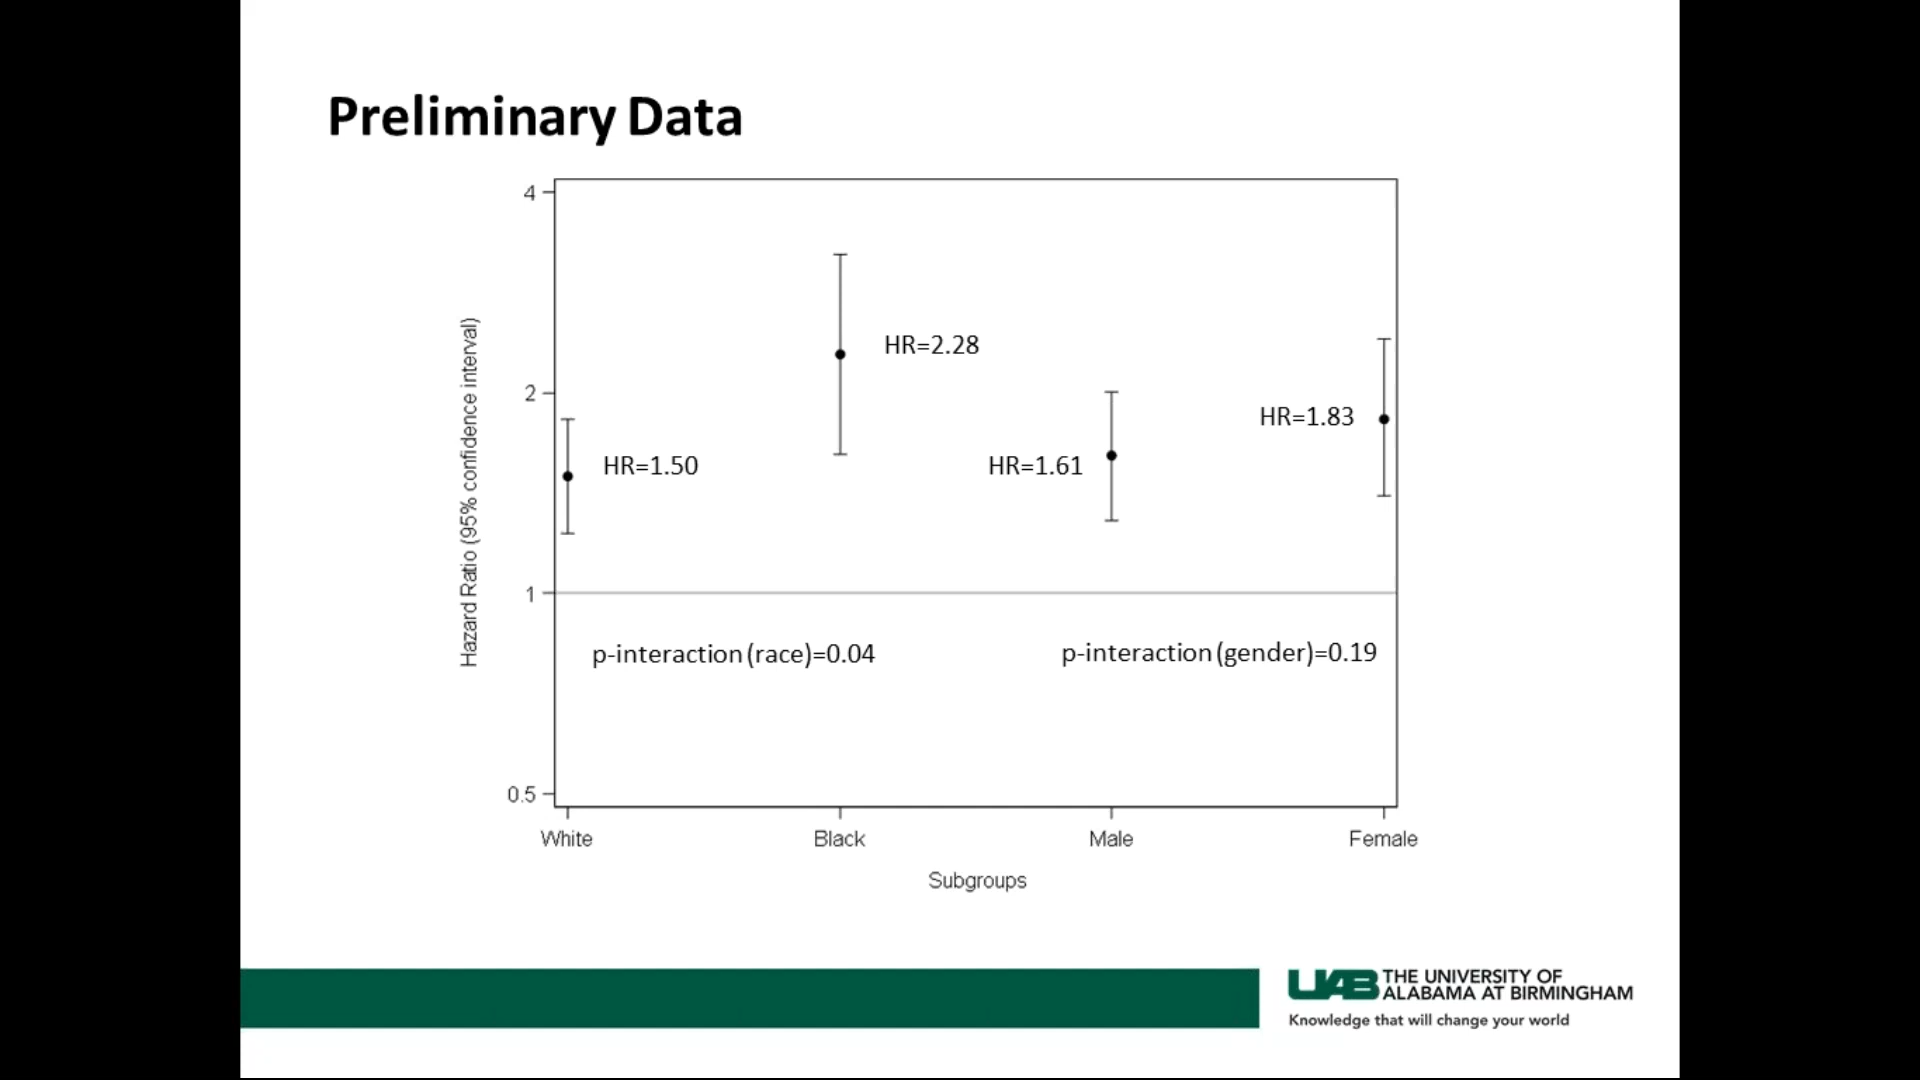 Preliminary Data
4
2
1
0.5
Hazard Ratio (95% confidence interval)
HR=1.50
HR=2.28
HR=1.61
HR=1.83
p-interaction (race)=0.04
p-interaction (gender)=0.19
White
Black
Male
Female
Subgroups
UAB
THE UNIVERSITY OF
ALABAMA AT BIRMINGHAM
Knowledge that will change your world